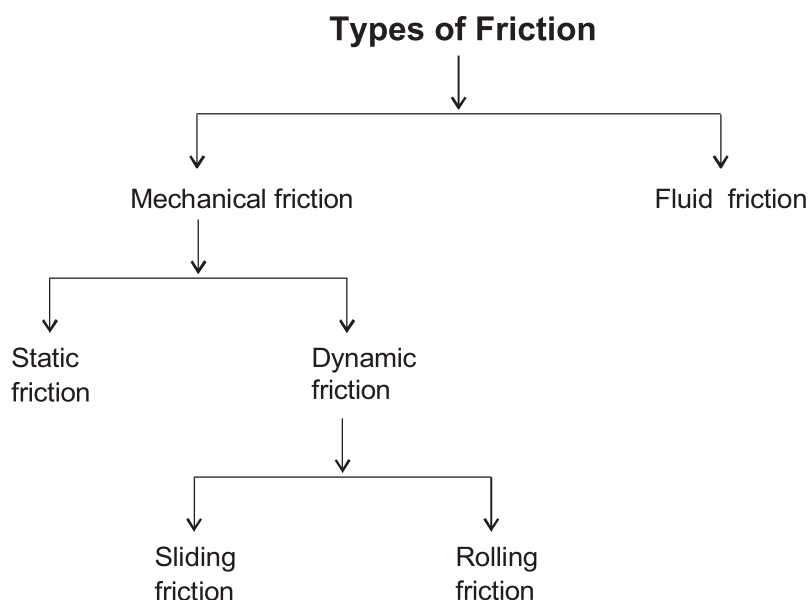 Types of Friction
Mechanical friction
Fluid friction
Static
friction
Dynamic
friction
Sliding
friction
Rolling
friction